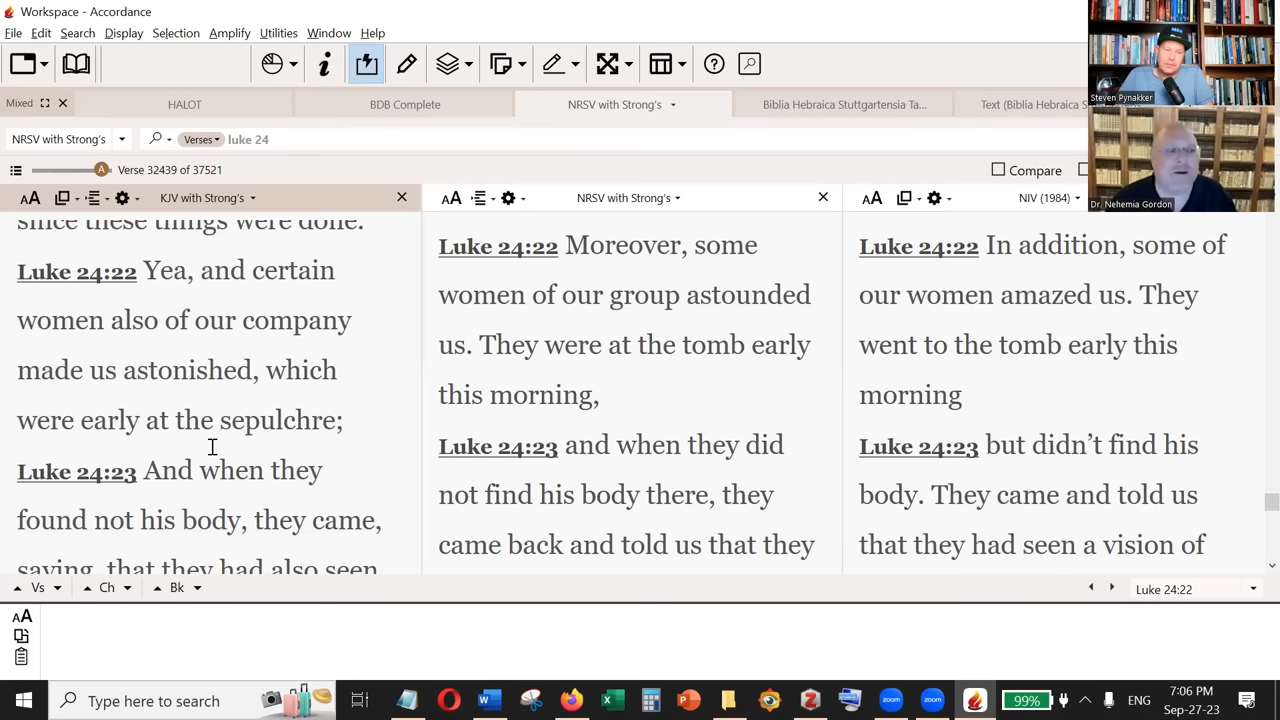 Workspace - Accordance
File Edit Search Display Selection Amplify Utilities Window Help
Mixed HALOT BDB Complete NRSV with Strong's Biblia Hebraica Stuttgartensia Ta... Text (Biblia Hebraica S
NRSV with Strong's Verses luke 24
A Verse 32439 of 37521 Compare
Steven Pynakker
Dr. Nehemia Gordon
KJV with Strong's
since these things were done.
Luke 24:22 Yea, and certain
women also of our company
made us astonished, which
were early at the sepulchre;
Luke 24:23 And when they
found not his body, they came,
saying, that they had also seen
NRSV with Strong's
Luke 24:22 Moreover, some
women of our group astounded
us. They were at the tomb early
this morning,
Luke 24:23 and when they did
not find his body there, they
came back and told us that they
NIV (1984)
Luke 24:22 In addition, some of
our women amazed us. They
went to the tomb early this
morning
Luke 24:23 but didn't find his
body. They came and told us
that they had seen a vision of
Vs Ch Bk Luke 24:22
Type here to search
99% ENG
7:06 PM
Sep-27-23